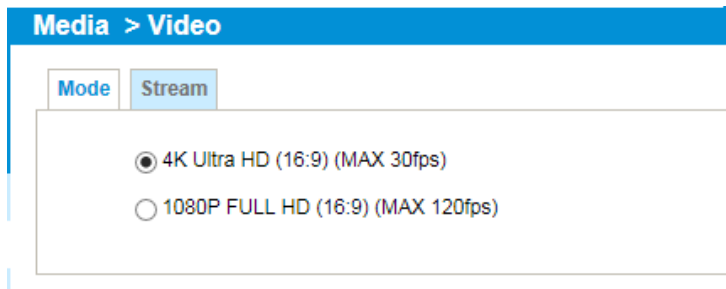 Media > Video
Mode
Stream
4K Ultra HD (16:9) (MAX 30fps)
1080P FULL HD (16:9) (MAX 120fps)